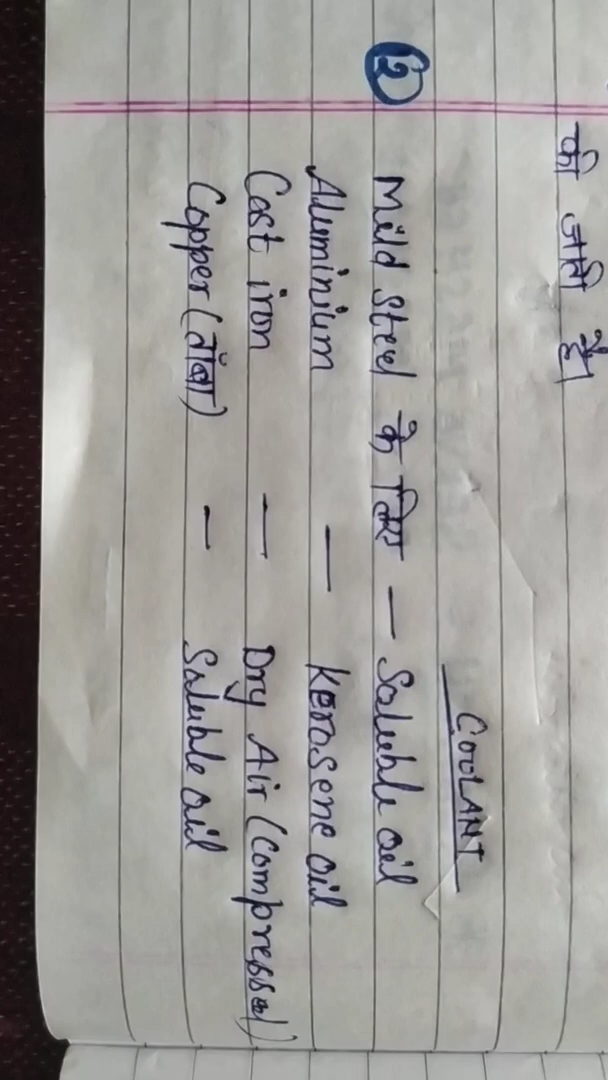 की जाती है।
COOLANT
② Mild Steel के लिए — Soluble oil
Aluminium — Kerosene oil
Cast iron — Dry Air (Compressed)
Copper (ताँबा) — Soluble oil